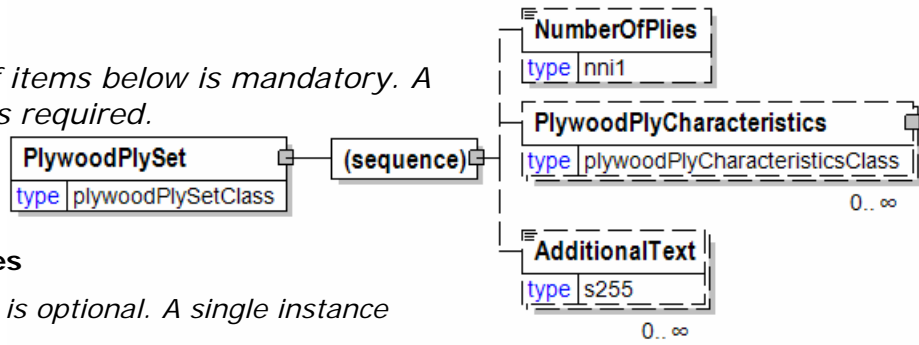 NumberOfPlies
type nni1
f items below is mandatory. A
s required.
PlywoodPlyCharacteristics
type plywoodPlyCharacteristicsClass
0.. ∞
PlywoodPlySet
type plywoodPlySetClass
(sequence)
AdditionalText
type s255
0.. ∞
es
is optional. A single instance